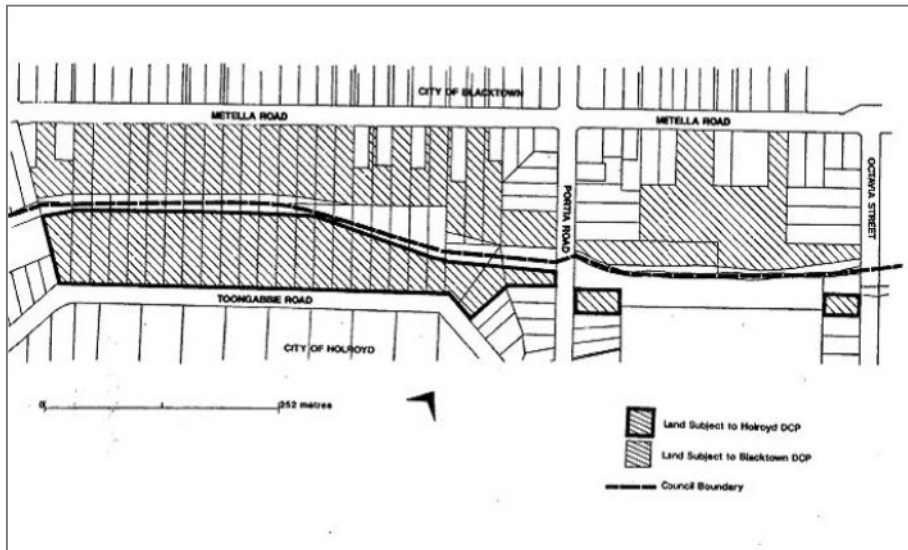 CITY OF BLACKTOWN
METELLA ROAD
METELLA ROAD
OCTAVIA STREET
PORTIA ROAD
TOONGABBIE ROAD
CITY OF HOLROYD
0 252 metres
Land Subject to Holroyd DCP
Land Subject to Blacktown DCP
Council Boundary